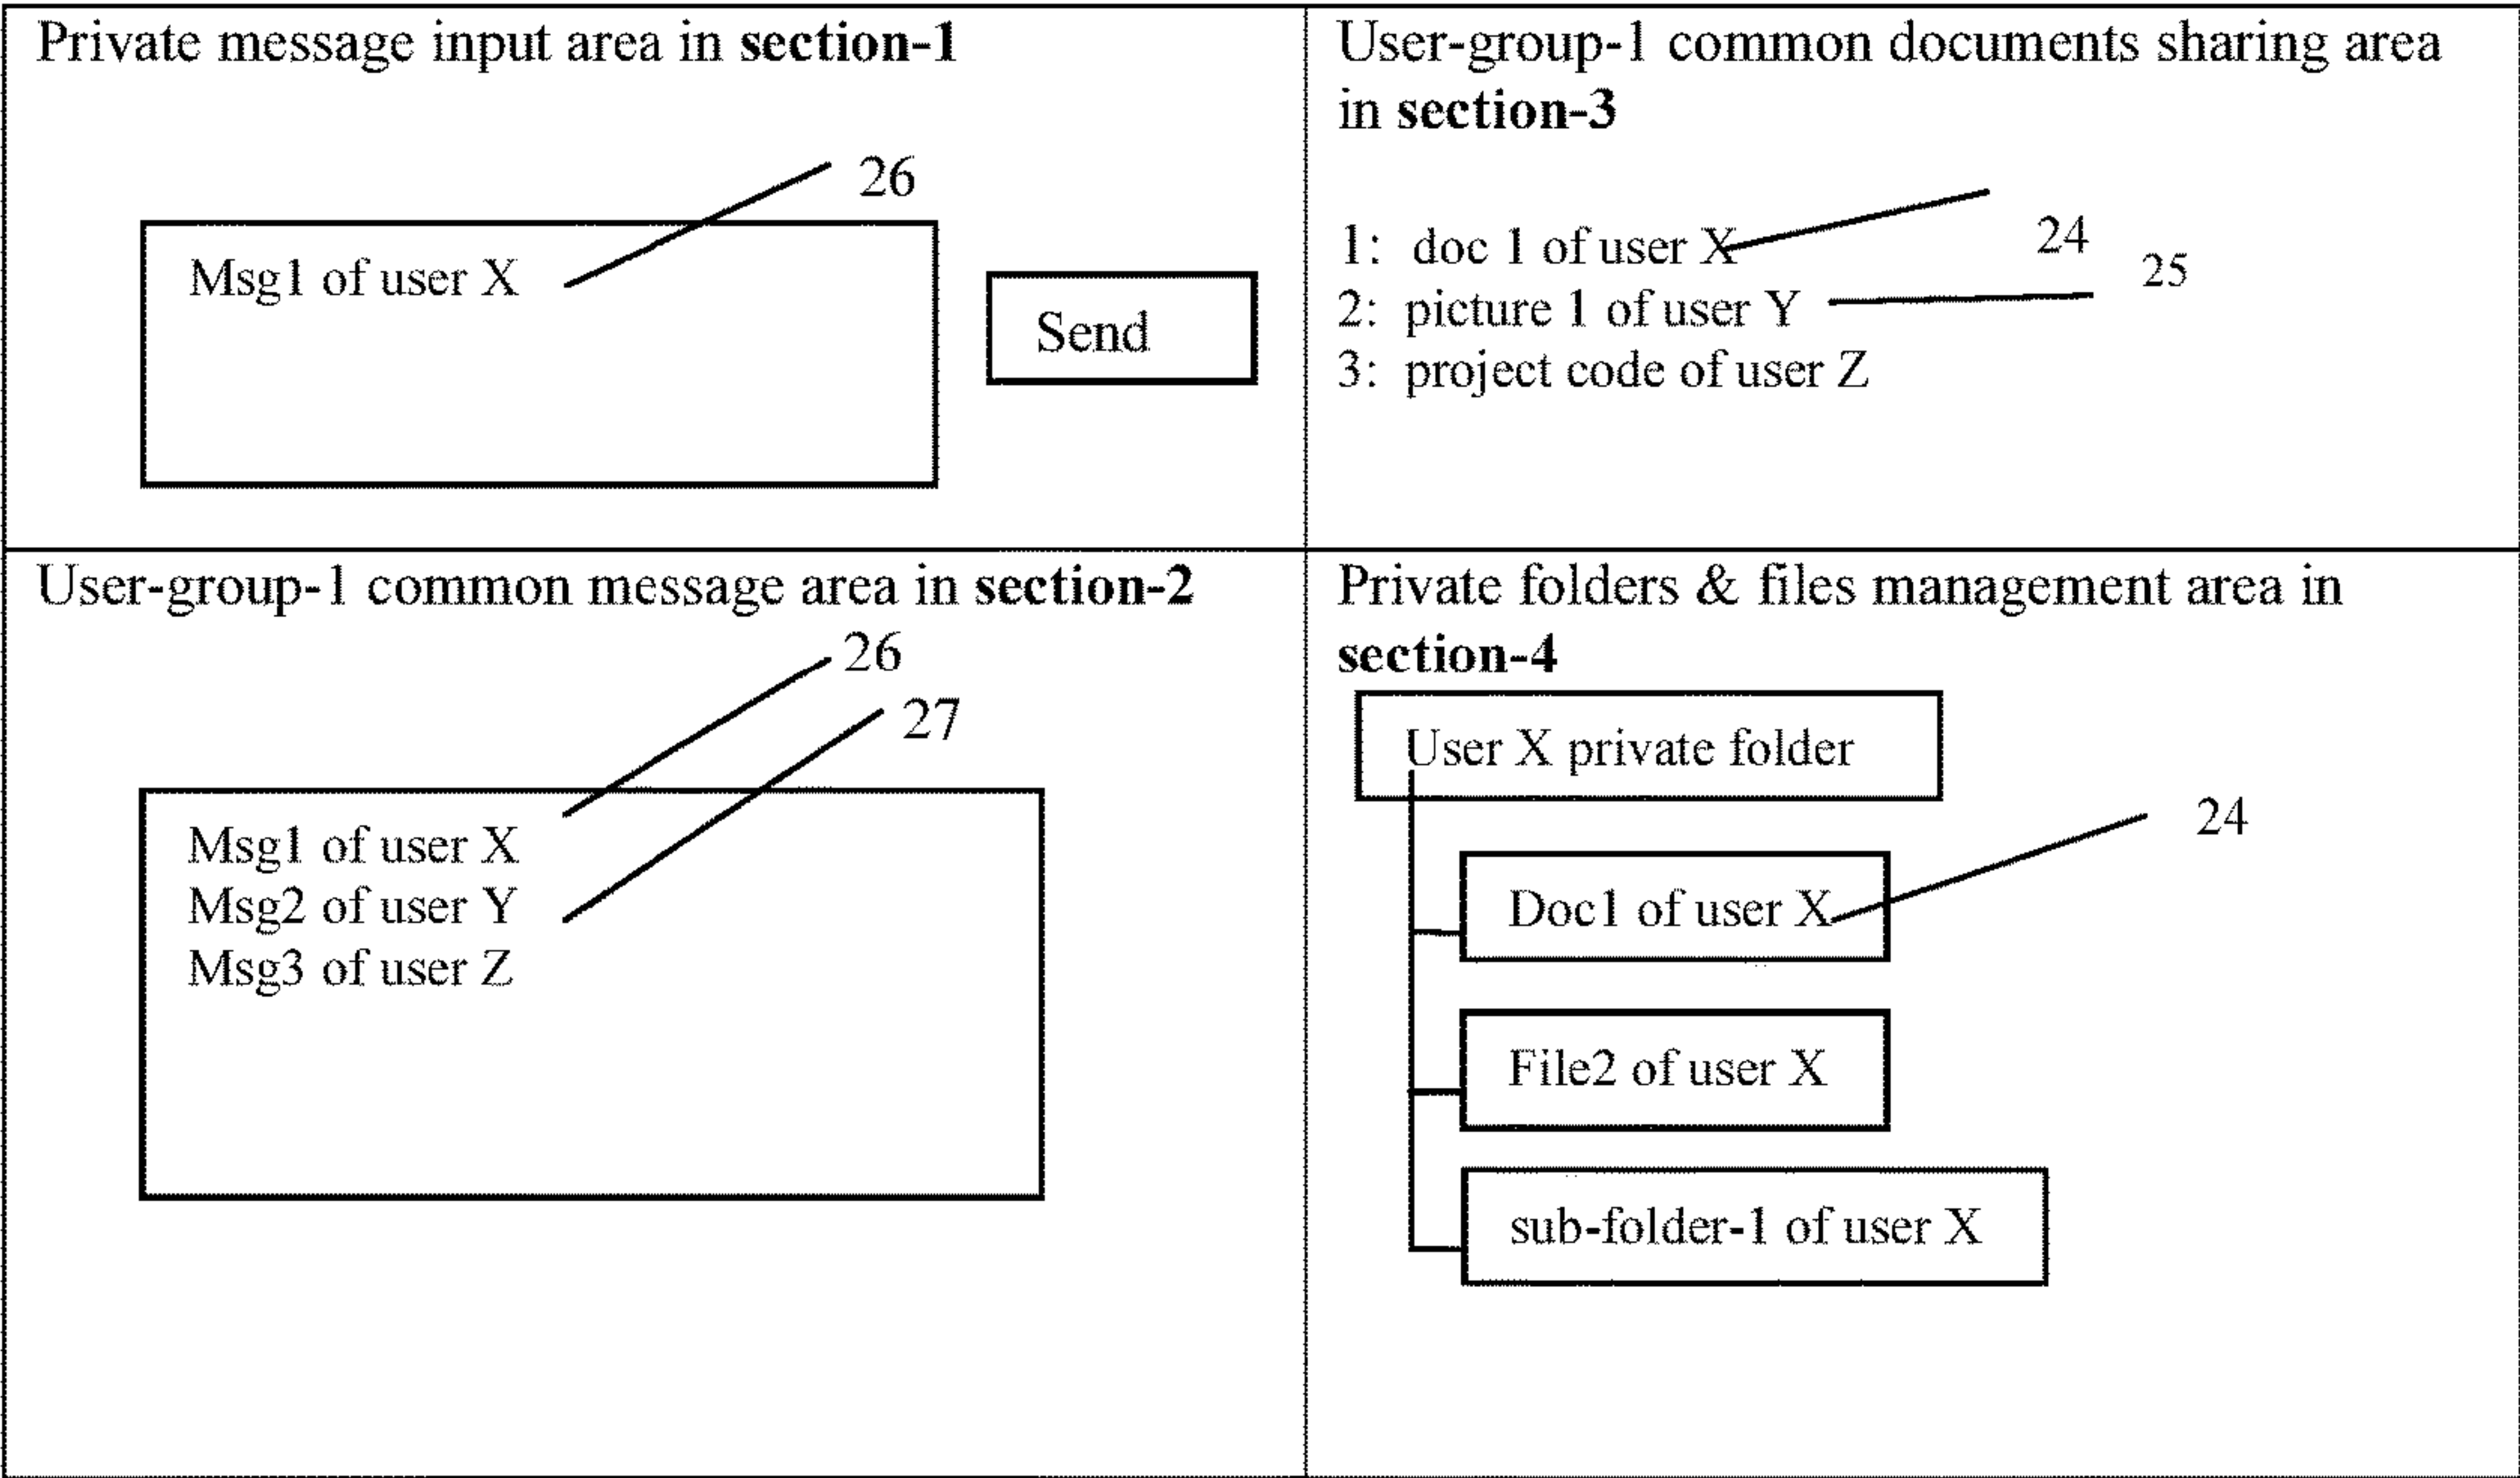 Private message input area in section-1
26
Msg1 of user X
Send
User-group-1 common documents sharing area
in section-3
24
1: doc 1 of user X
25
2: picture 1 of user Y
3: project code of user Z
User-group-1 common message area in section-2
26
27
Msg1 of user X
Msg2 of user Y
Msg3 of user Z
Private folders & files management area in
section-4
User X private folder
24
Doc1 of user X
File2 of user X
sub-folder-1 of user X